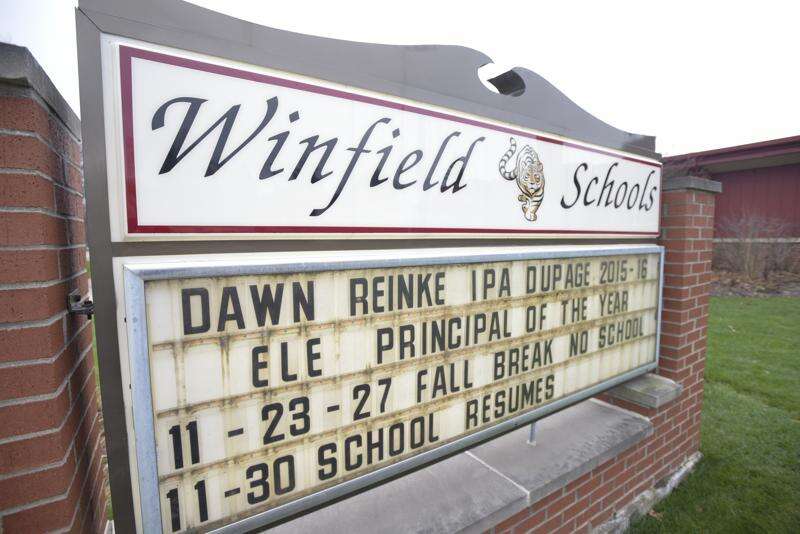 Winfield Schools
DAWN REINKE IPA DUPAGE 2015-16
ELE PRINCIPAL OF THE YEAR
11-23-27 FALL BREAK NO SCHOOL
11-30 SCHOOL RESUMES